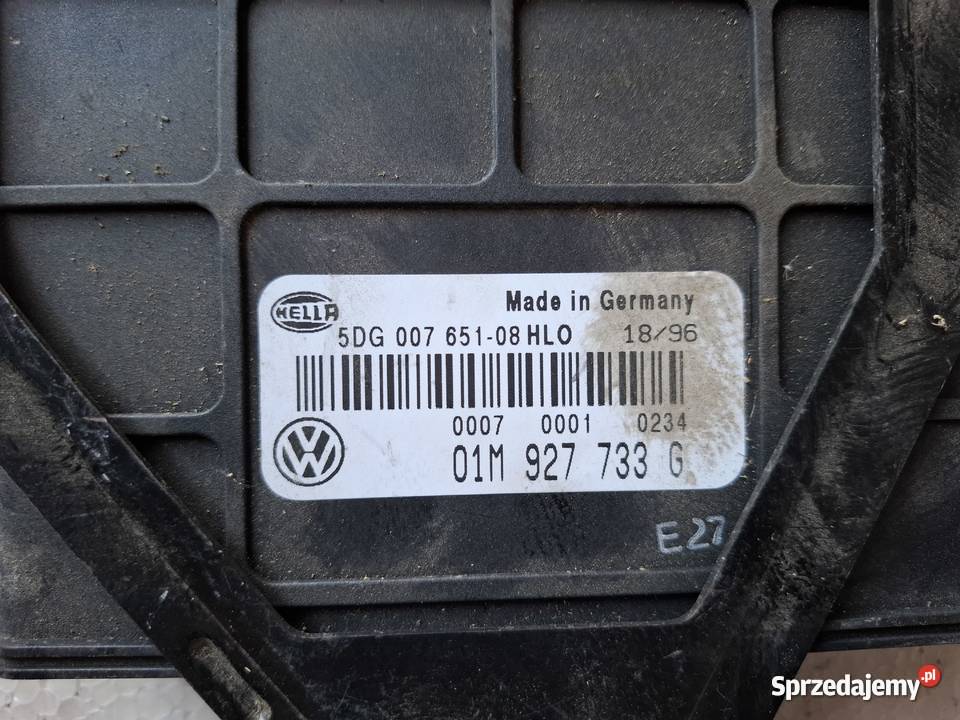 HELLA
Made in Germany
5DG 007 651-08 HLO 18/96
0007 0001 0234
VW
01M 927 733 G
E27
Sprzedajemy.pl